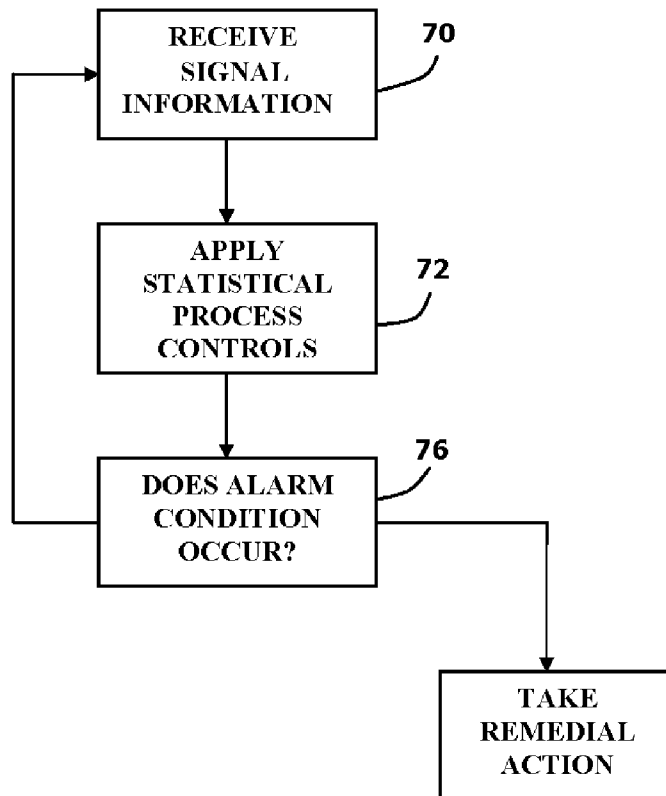 RECEIVE
SIGNAL
INFORMATION
70
APPLY
STATISTICAL
PROCESS
CONTROLS
72
DOES ALARM
CONDITION
OCCUR?
76
TAKE
REMEDIAL
ACTION